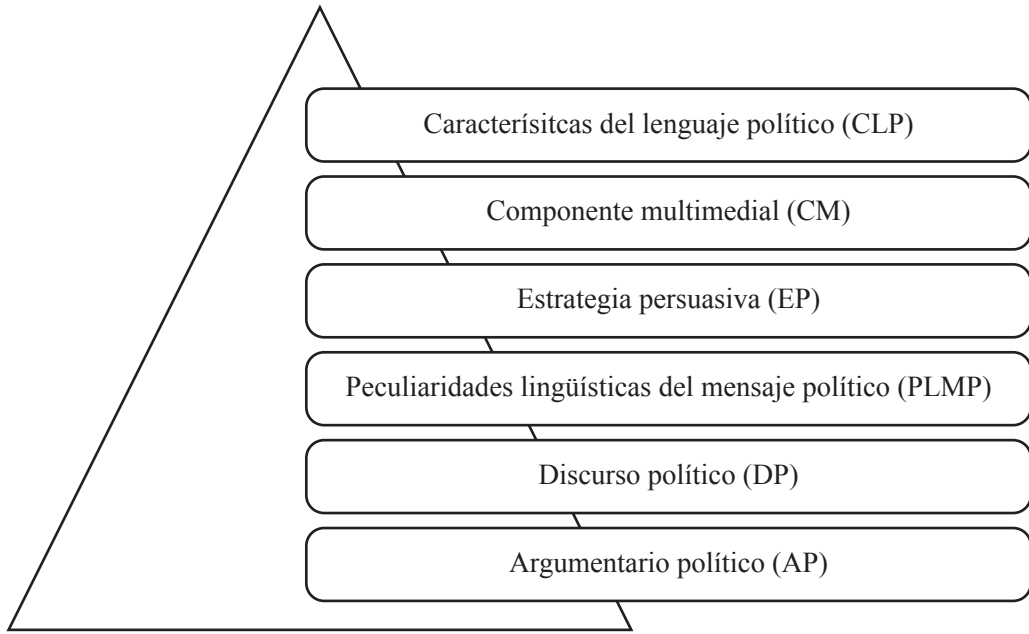 Caracterísitcas del lenguaje político (CLP)
Componente multimedial (CM)
Estrategia persuasiva (EP)
Peculiaridades lingüísticas del mensaje político (PLMP)
Discurso político (DP)
Argumentario político (AP)